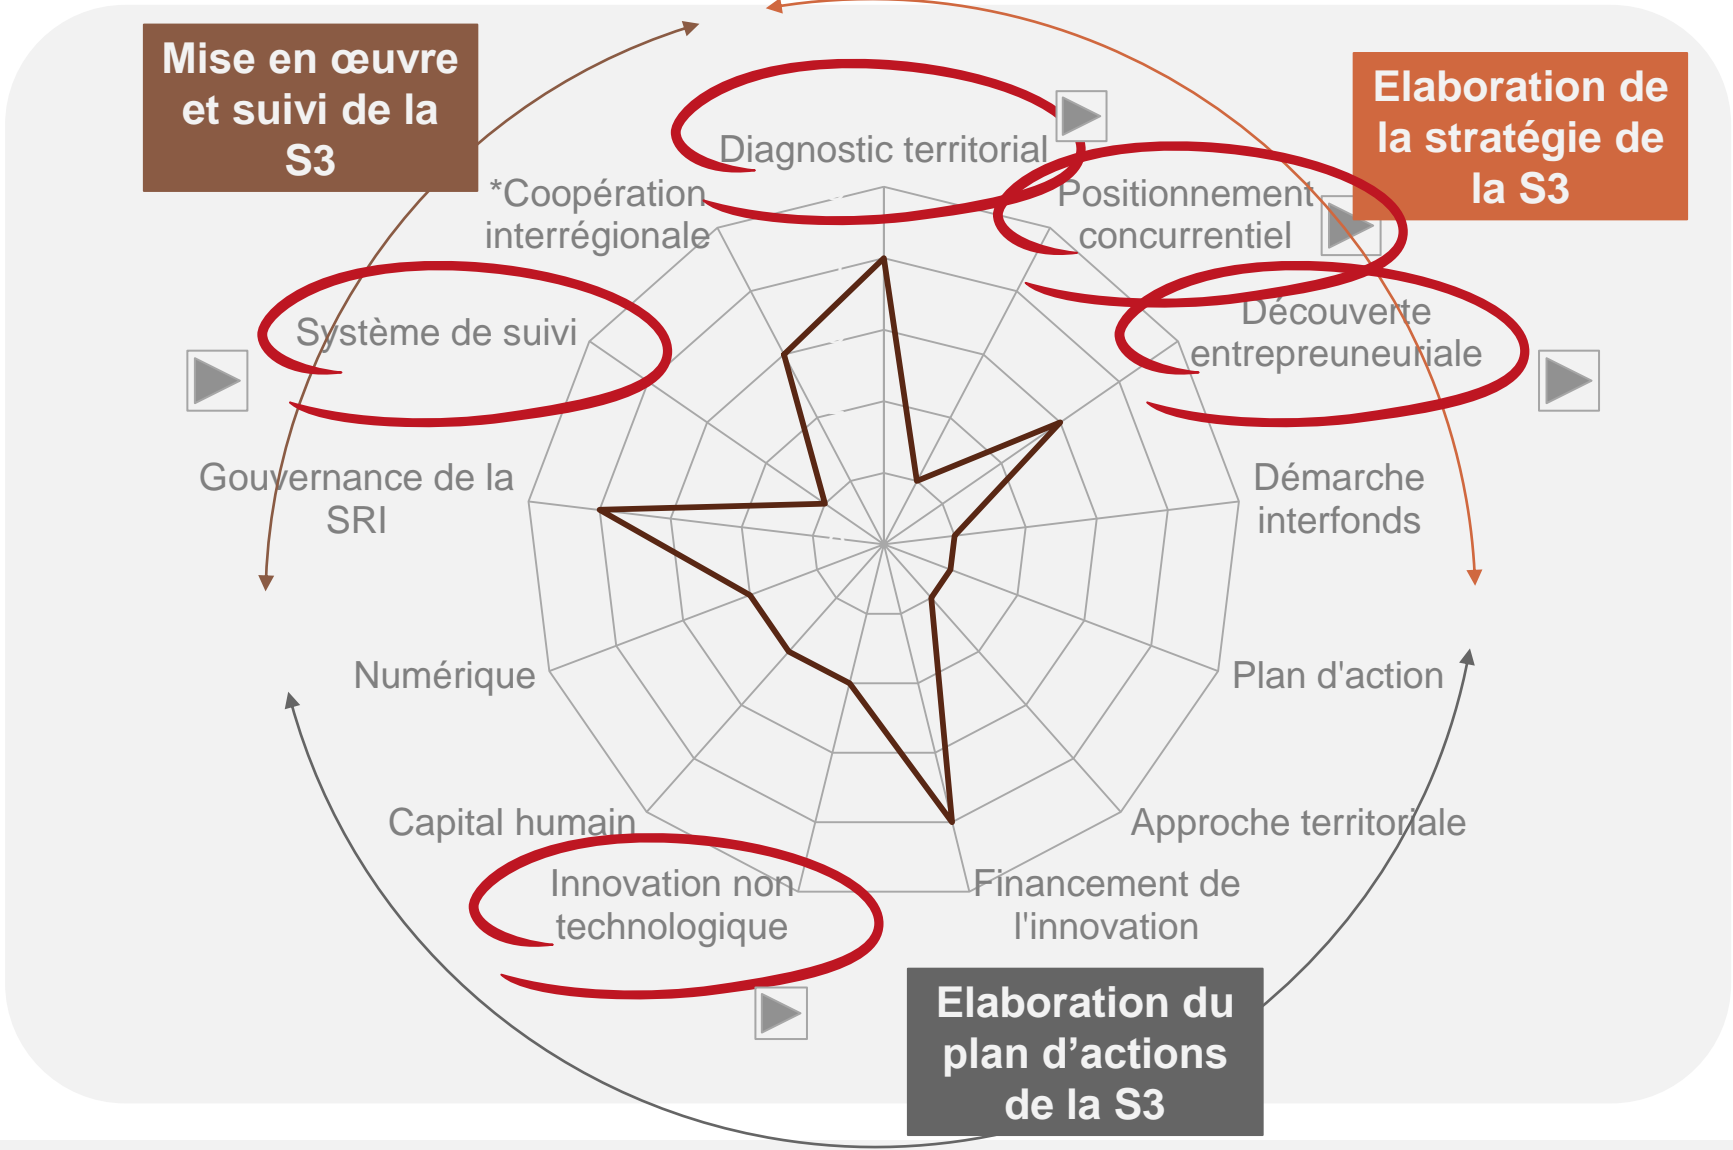 Mise en œuvre
et suivi de la
S3
Elaboration de
la stratégie de
la S3
Diagnostic territorial
Positionnement
concurrentiel
Découverte
entrepreuneuriale
Démarche
interfonds
Plan d'action
Approche territoriale
Financement de
l'innovation
Innovation non
technologique
Capital humain
Numérique
Gouvernance de la
SRI
Système de suivi
*Coopération
interrégionale
Elaboration du
plan d’actions
de la S3